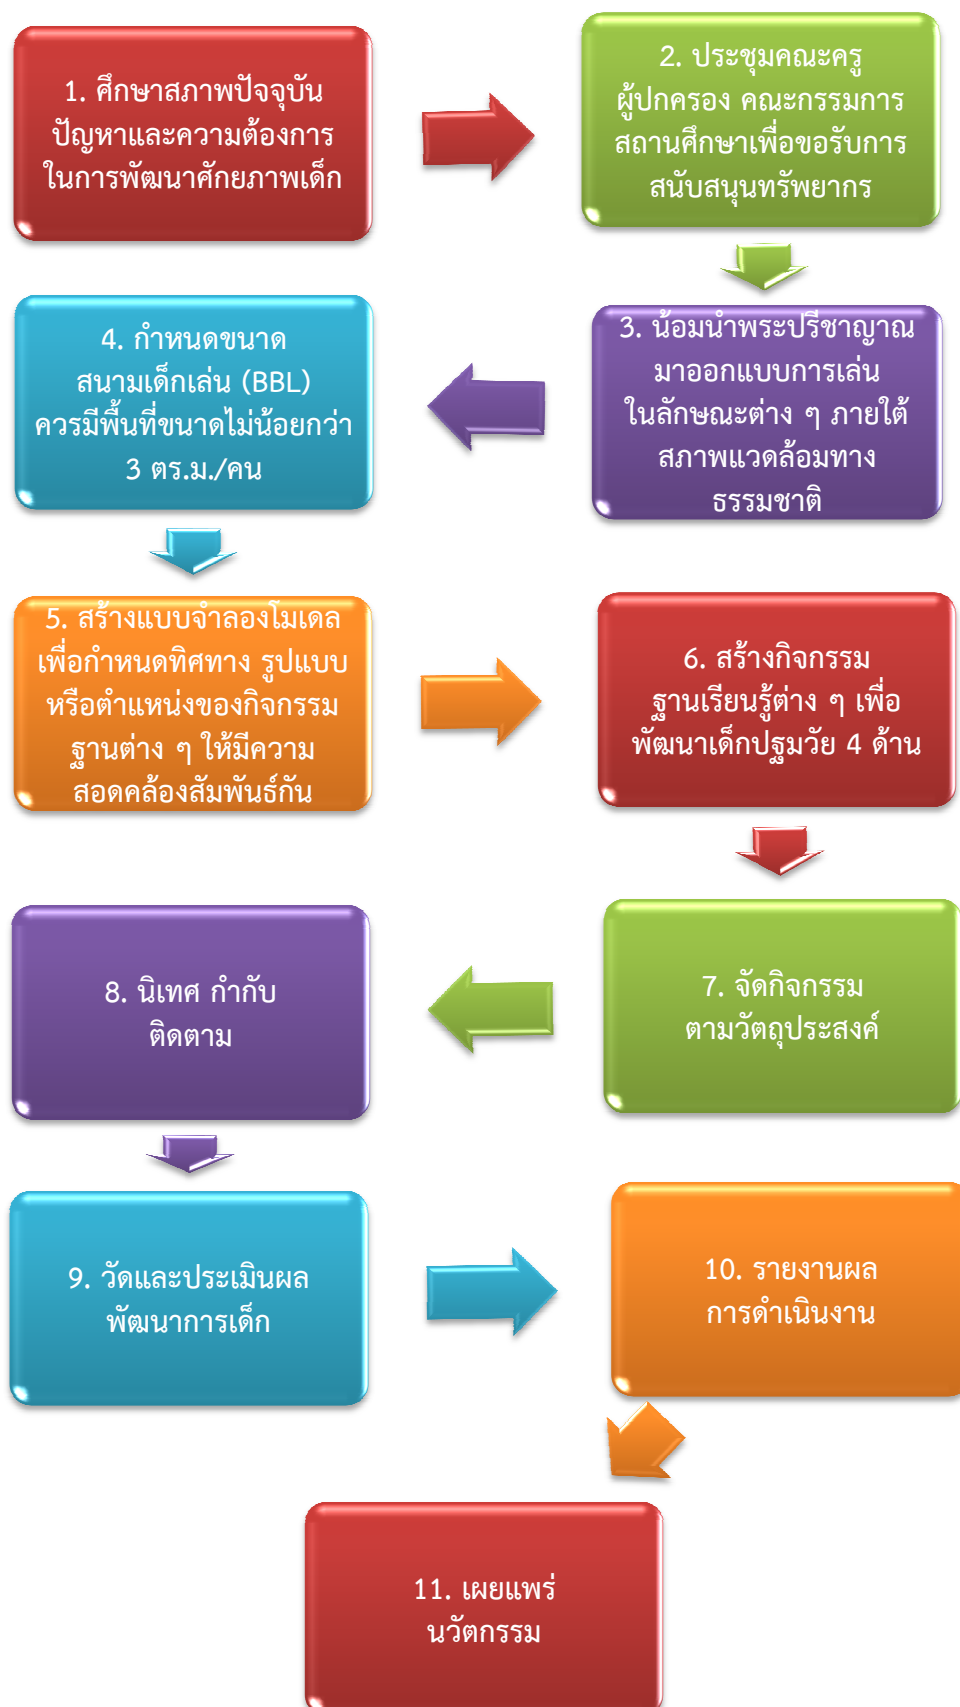 1. ศึกษาสภาพปัจจุบัน
ปัญหาและความต้องการ
ในการพัฒนาศักยภาพเด็ก
2. ประชุมคณะครู
ผู้ปกครอง คณะกรรมการ
สถานศึกษาเพื่อขอรับการ
สนับสนุนทรัพยากร
3. น้อมนำพระปรีชาญาณ
มาออกแบบการเล่น
ในลักษณะต่าง ๆ ภายใต้
สภาพแวดล้อมทาง
ธรรมชาติ
4. กำหนดขนาด
สนามเด็กเล่น (BBL)
ควรมีพื้นที่ขนาดไม่น้อยกว่า
3 ตร.ม./คน
5. สร้างแบบจำลองโมเดล
เพื่อกำหนดทิศทาง รูปแบบ
หรือตำแหน่งของกิจกรรม
ฐานต่าง ๆ ให้มีความ
สอดคล้องสัมพันธ์กัน
6. สร้างกิจกรรม
ฐานเรียนรู้ต่าง ๆ เพื่อ
พัฒนาเด็กปฐมวัย 4 ด้าน
7. จัดกิจกรรม
ตามวัตถุประสงค์
8. นิเทศ กำกับ
ติดตาม
9. วัดและประเมินผล
พัฒนาการเด็ก
10. รายงานผล
การดำเนินงาน
11. เผยแพร่
นวัตกรรม